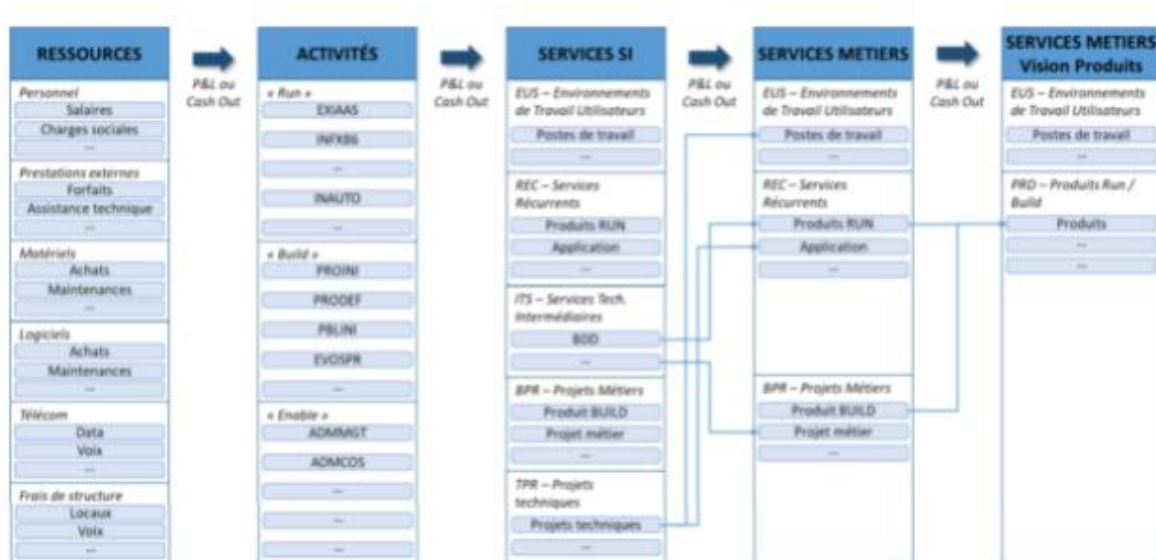 RESSOURCES
Personnel
Salaires
Charges sociales
...
Prestations externes
Forfaits
Assistance technique
...
Matériels
Achats
Maintenances
...
Logiciels
Achats
Maintenances
...
Télécom
Data
Voix
...
Frais de structure
Locaux
Voix
...
P&L ou
Cash Out
ACTIVITÉS
« Run »
EXIAAS
INFX86
...
INAUTO
...
« Build »
PROINI
PRODEF
PBLINI
EVOSPR
...
« Enable »
ADMMGT
ADMCOS
...
...
...
P&L ou
Cash Out
SERVICES SI
EUS – Environnements
de Travail Utilisateurs
Postes de travail
...
REC – Services
Récurrents
Produits RUN
Application
...
ITS – Services Tech.
Intermédiaires
BDD
...
BPR – Projets Métiers
Produit BUILD
Projet métier
...
TPR – Projets
techniques
Projets techniques
...
P&L ou
Cash Out
SERVICES METIERS
EUS – Environnements
de Travail Utilisateurs
Postes de travail
...
REC – Services
Récurrents
Produits RUN
Application
...
BPR – Projets Métiers
Produit BUILD
Projet métier
...
P&L ou
Cash Out
SERVICES METIERS
Vision Produits
EUS – Environnements
de Travail Utilisateurs
Postes de travail
...
PRD – Produits Run /
Build
Produits
...
...